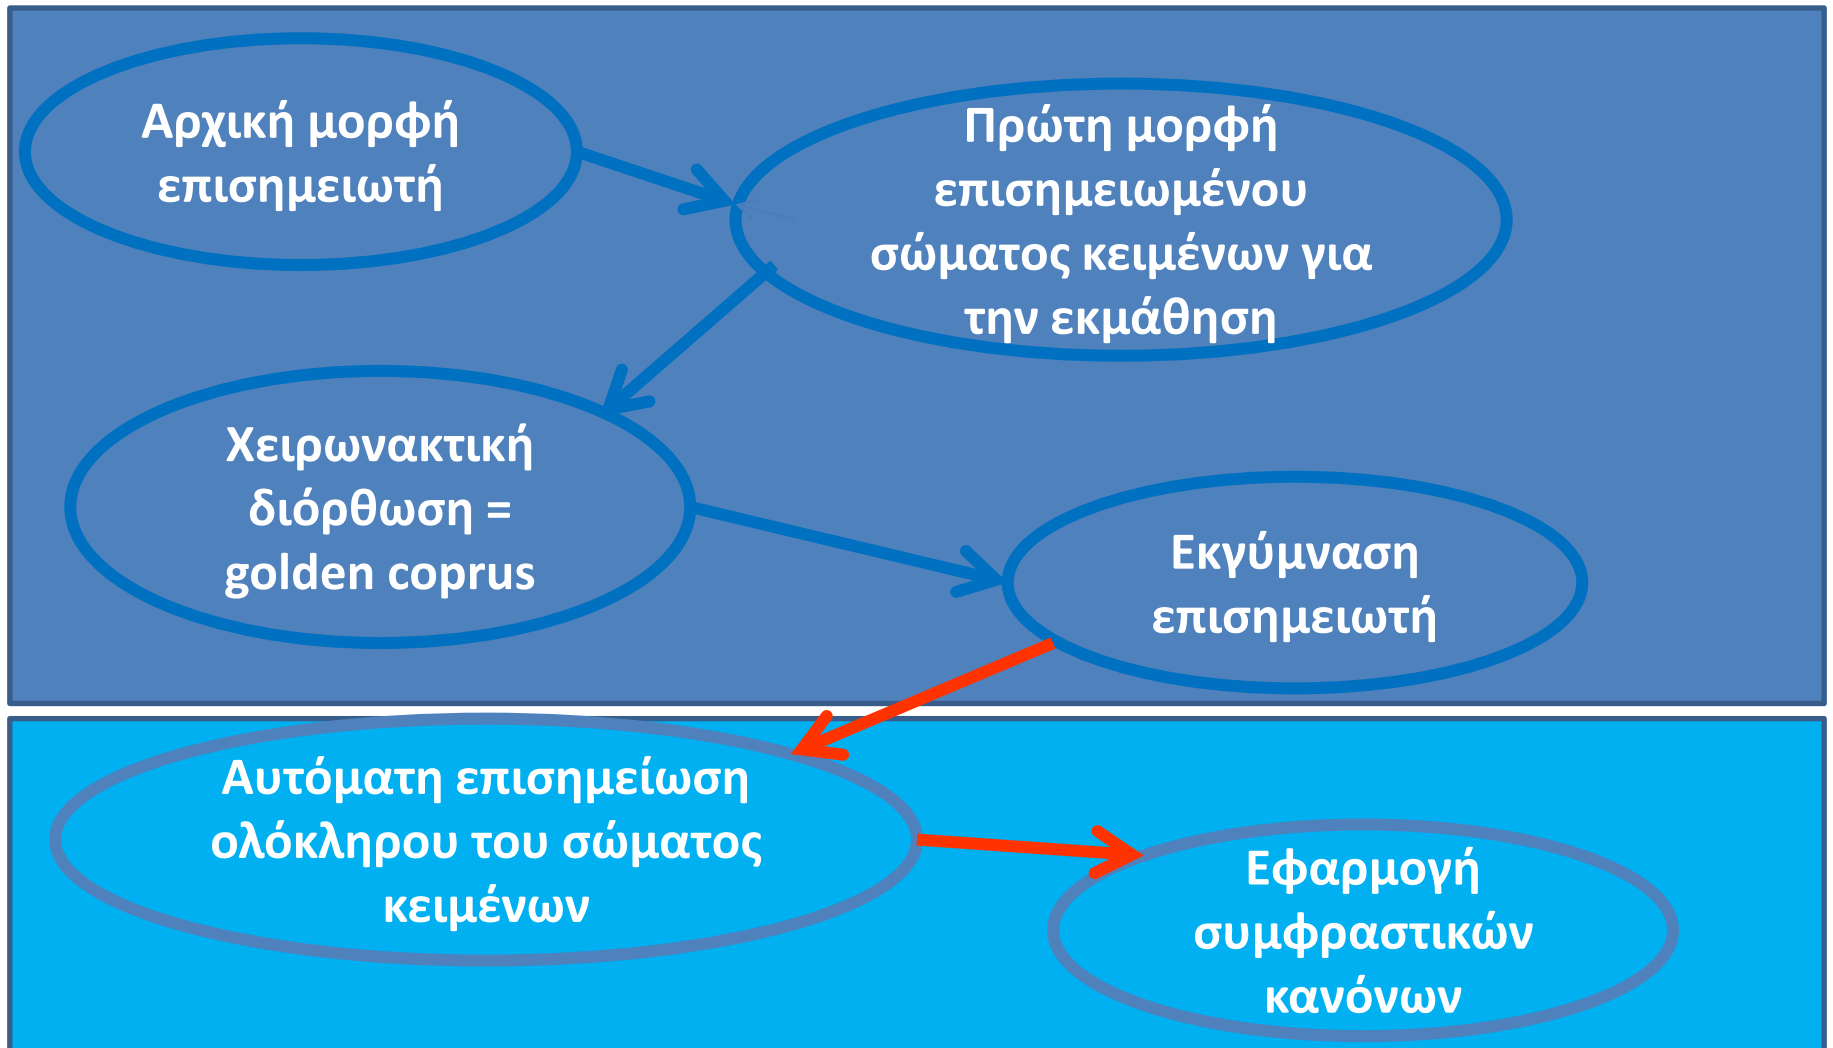 Αρχική μορφή
επισημειωτή
Πρώτη μορφή
επισημειωμένου
σώματος κειμένων για
την εκμάθηση
Χειρωνακτική
διόρθωση =
golden coprus
Εκγύμναση
επισημειωτή
Αυτόματη επισημείωση
ολόκληρου του σώματος
κειμένων
Εφαρμογή
συμφραστικών
κανόνων